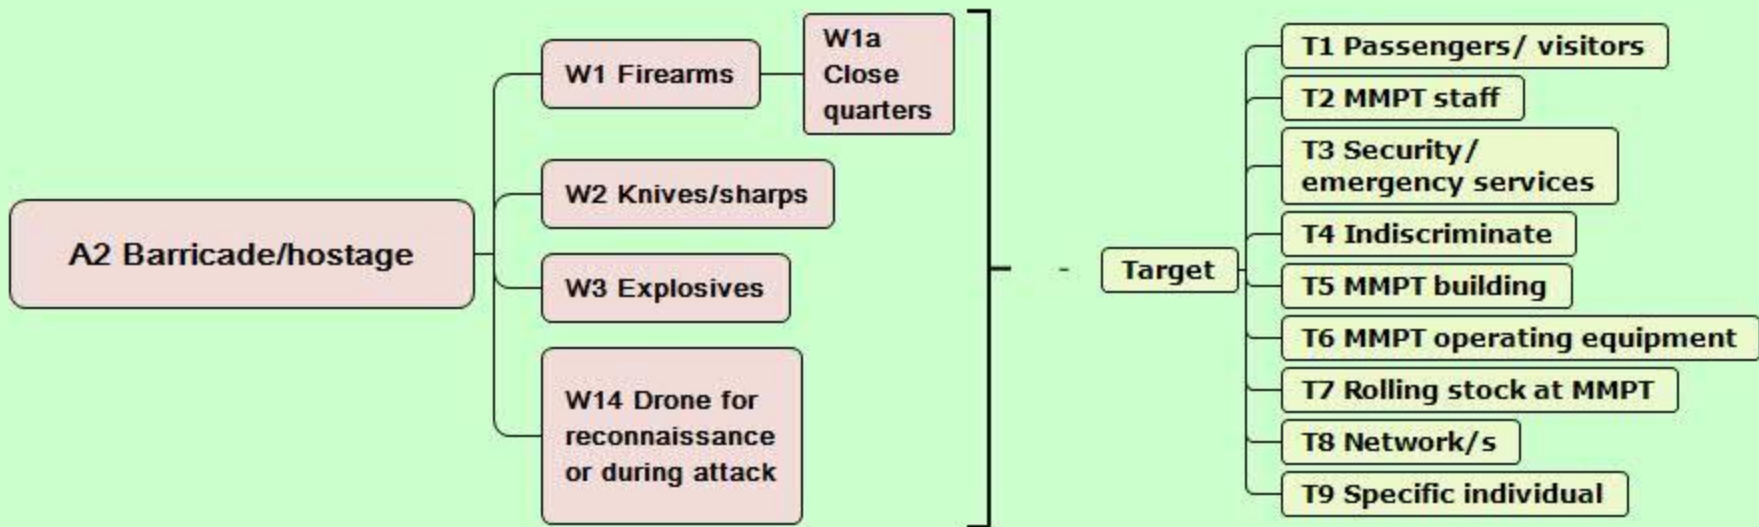 A2 Barricade/hostage
W1 Firearms
W1a
Close
quarters
W2 Knives/sharps
W3 Explosives
W14 Drone for
reconnaissance
or during attack
Target
T1 Passengers/ visitors
T2 MMPT staff
T3 Security/
emergency services
T4 Indiscriminate
T5 MMPT building
T6 MMPT operating equipment
T7 Rolling stock at MMPT
T8 Network/s
T9 Specific individual